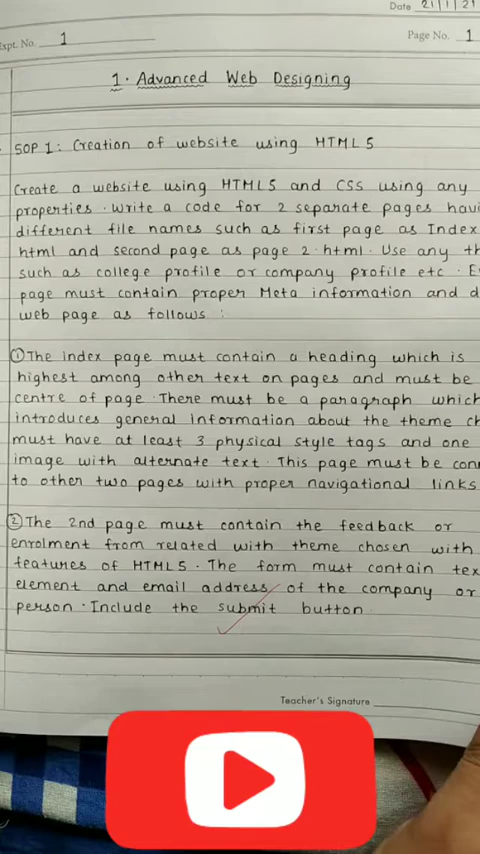 Date 21/1/21
Expt. No. 1
Page No. 1
1. Advanced Web Designing
SOP 1: Creation of website using HTML5
Create a website using HTML5 and CSS using any
properties. Write a code for 2 separate pages havi
different file names such as first page as Index
html and second page as page 2.html. Use any th
such as college profile or company profile etc. E
page must contain proper Meta information and d
web page as follows :
① The index page must contain a heading which is
highest among other text on pages and must be
centre of page. There must be a paragraph which
introduces general information about the theme ch
must have at least 3 physical style tags and one
image with alternate text. This page must be con
to other two pages with proper navigational links
② The 2nd page must contain the feedback or
enrolment from related with theme chosen with
features of HTML5. The form must contain tex
element and email address of the company or
person. Include the submit button.
Teacher's Signature